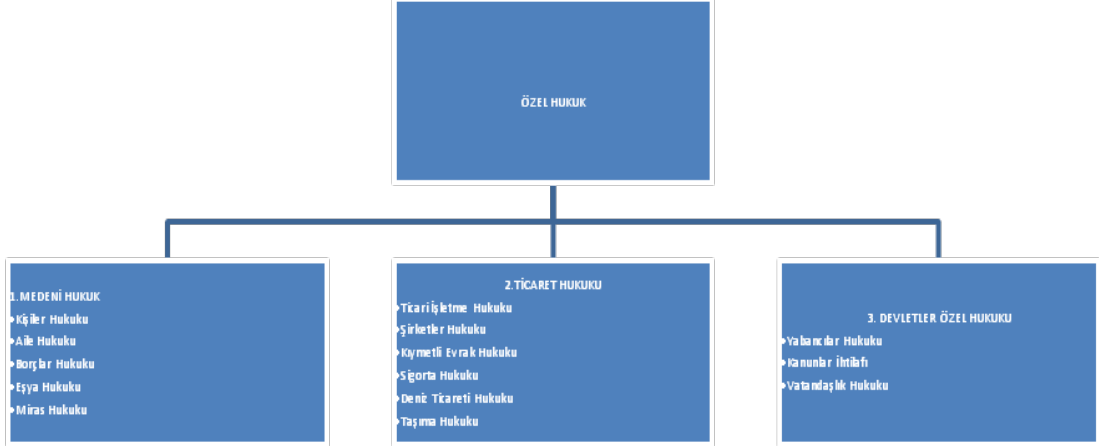 ÖZEL HUKUK
1.MEDENİ HUKUK
•Kişiler Hukuku
•Aile Hukuku
•Borçlar Hukuku
•Eşya Hukuku
•Miras Hukuku
2.TİCARET HUKUKU
•Ticari İşletme Hukuku
•Şirketler Hukuku
•Kıymetli Evrak Hukuku
•Sigorta Hukuku
•Deniz Ticareti Hukuku
•Taşıma Hukuku
3. DEVLETLER ÖZEL HUKUKU
•Yabancılar Hukuku
•Kanunlar İhtilafı
•Vatandaşlık Hukuku